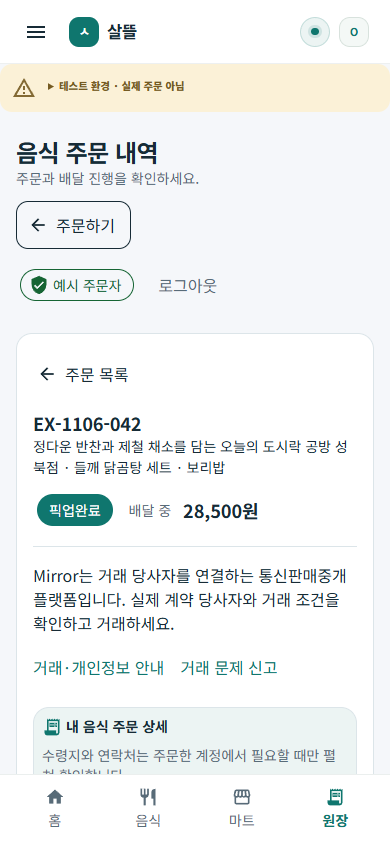 ㅅ 살뜰 O
▶ 테스트 환경 · 실제 주문 아님
음식 주문 내역
주문과 배달 진행을 확인하세요.
← 주문하기
예시 주문자 로그아웃
← 주문 목록
EX-1106-042
정다운 반찬과 제철 채소를 담는 오늘의 도시락 공방 성
북점 · 들깨 닭곰탕 세트 · 보리밥
픽업완료 배달 중 28,500원
Mirror는 거래 당사자를 연결하는 통신판매중개
플랫폼입니다. 실제 계약 당사자와 거래 조건을
확인하고 거래하세요.
거래·개인정보 안내 거래 문제 신고
내 음식 주문 상세
수령지와 연락처는 주문한 계정에서 필요할 때만 펼
쳐 확인합니다
홈 음식 마트 원장